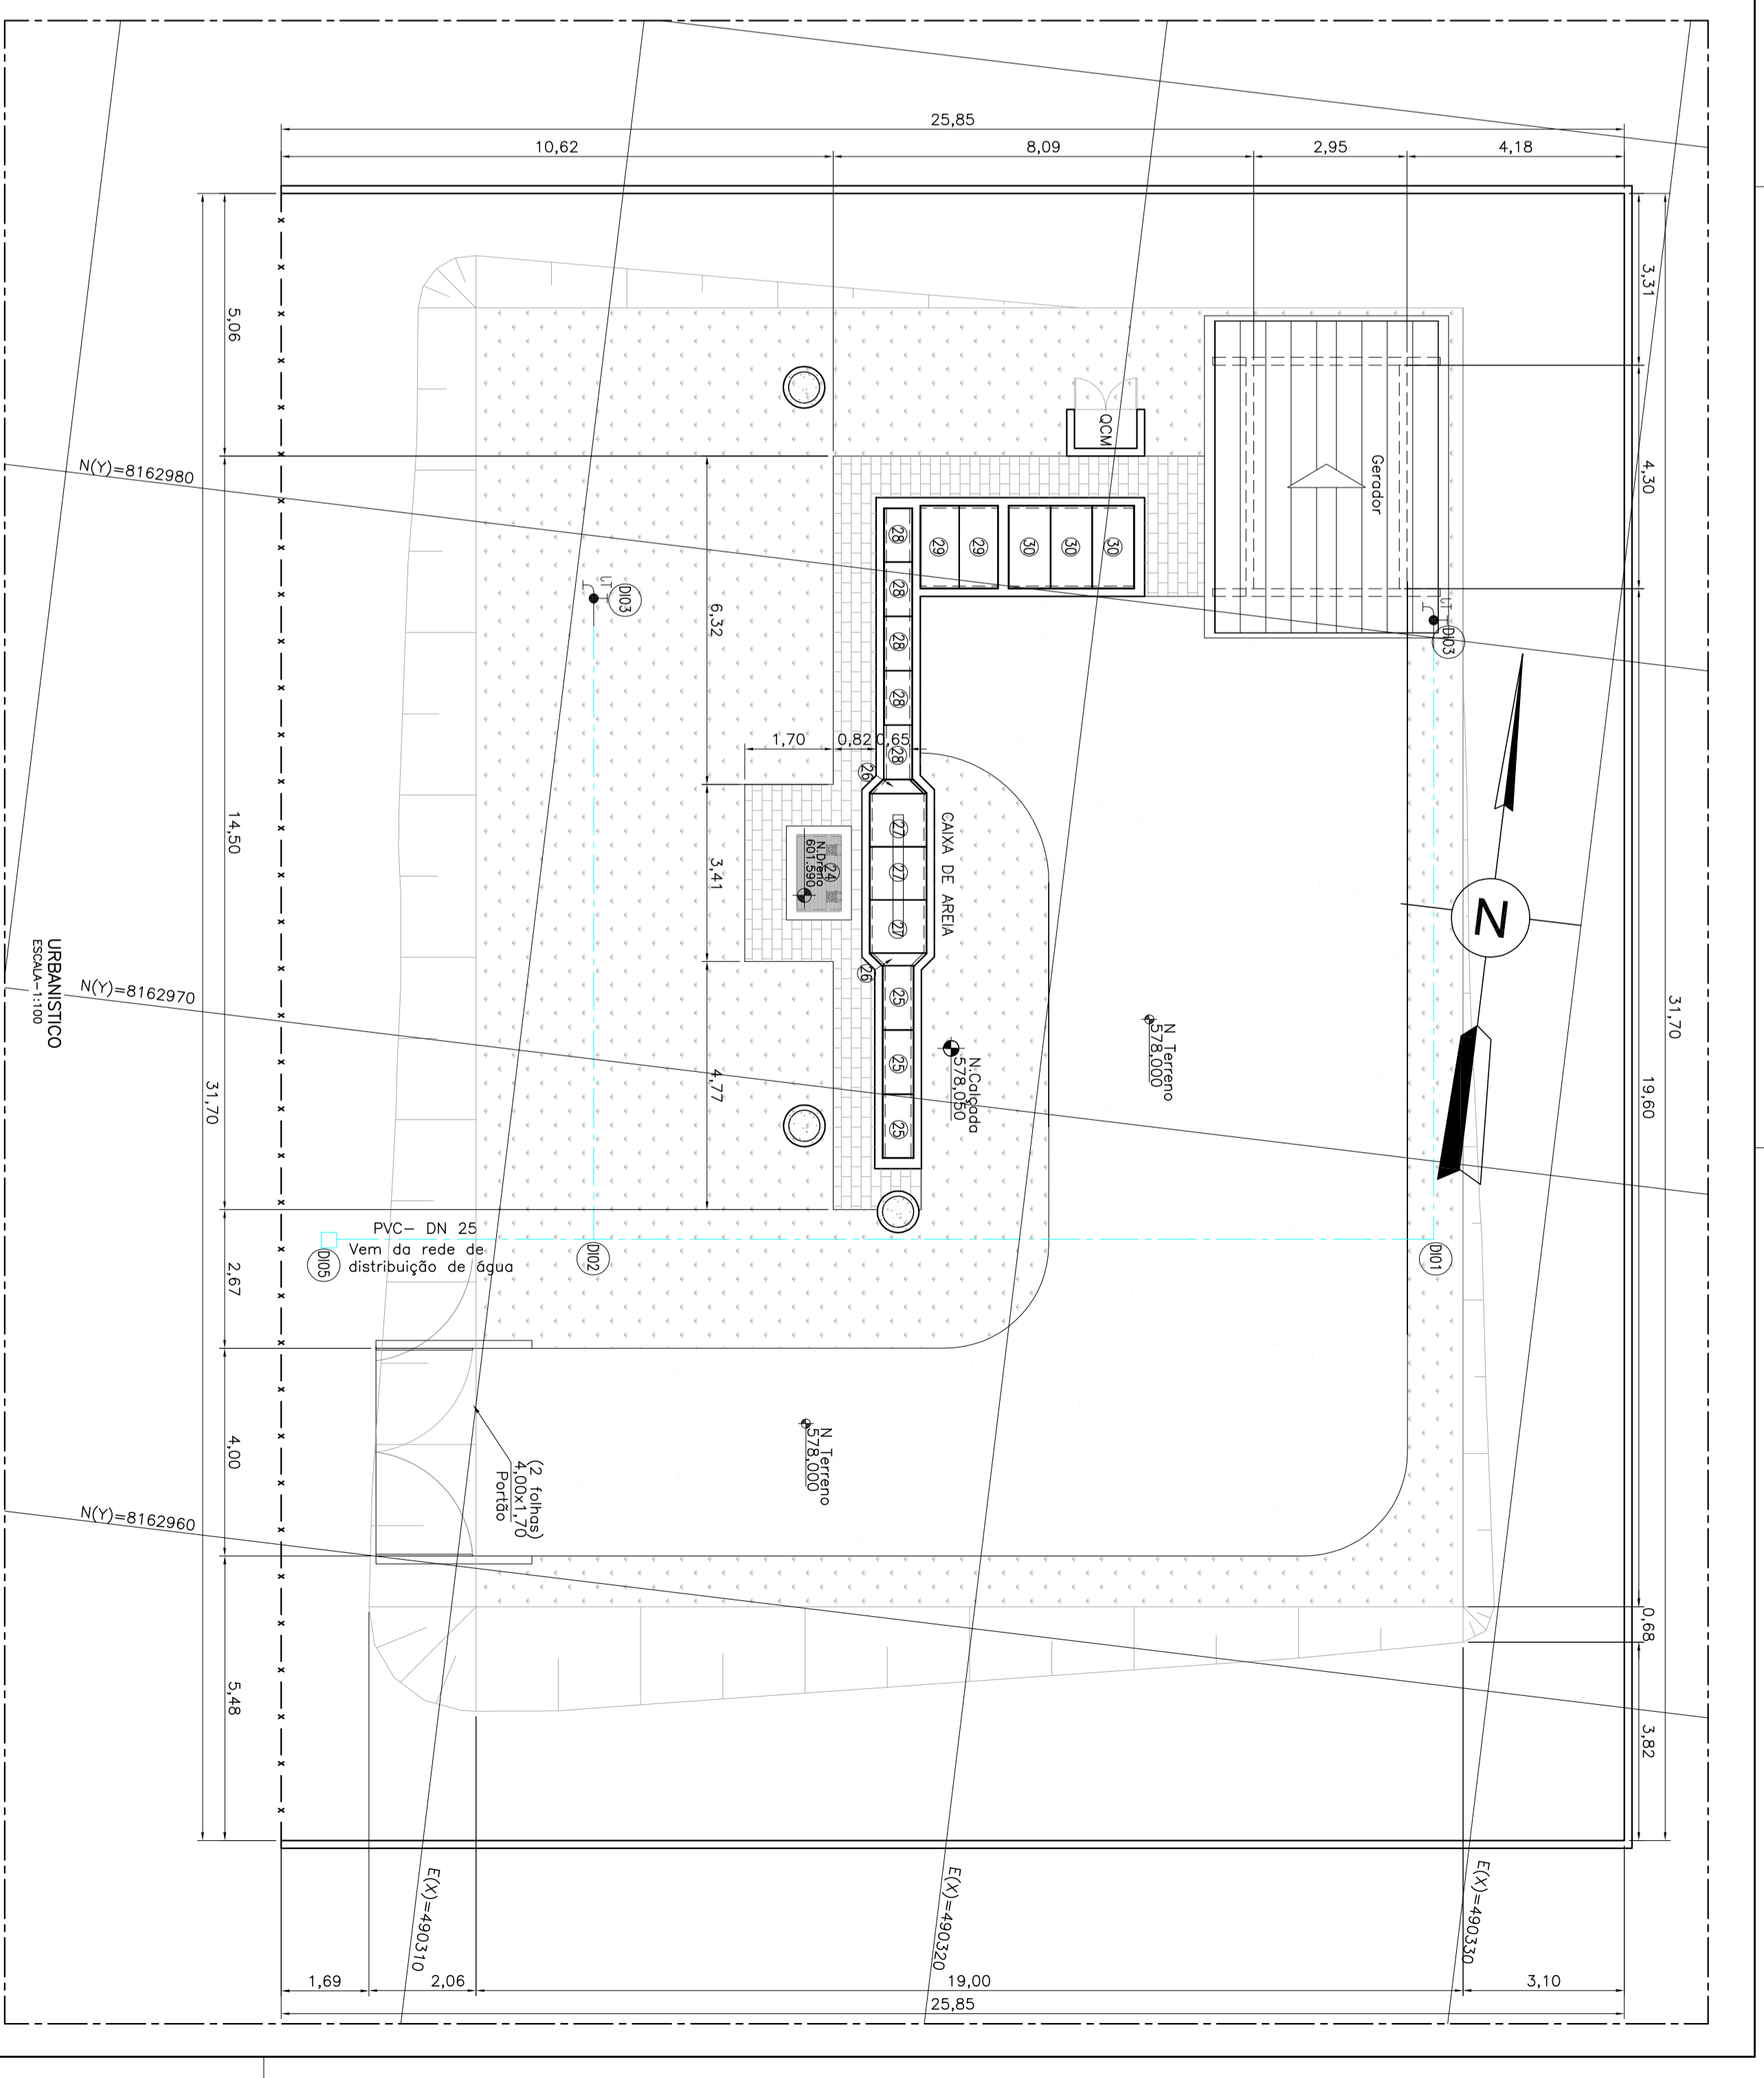 25,85
10,62
8,09
2,95
4,18
3,31
4,30
19,60
0,68
3,82
31,70
5,06
14,50
2,67
4,00
5,48
31,70
N(Y)=8162980
N(Y)=8162970
N(Y)=8162960
QCM
Gerador
28
28
28
28
28
29
29
30
30
30
DI03
JT
DI03
JT
6,32
3,41
4,77
1,70
0,82
0,65
26
27
27
27
26
CAIXA DE AREIA
24
N.Dreno
601.590
25
25
25
N
N Terreno
578,000
N.Calçada
578,050
PVC- DN 25
Vem da rede de
distribuição de água
DI05
DI02
DI01
N Terreno
578,000
(2 folhas)
4,00x1,70
Portão
URBANISTICO
ESCALA-1:100
E(X)=490310
E(X)=490320
E(X)=490330
1,69
2,06
19,00
3,10
25,85